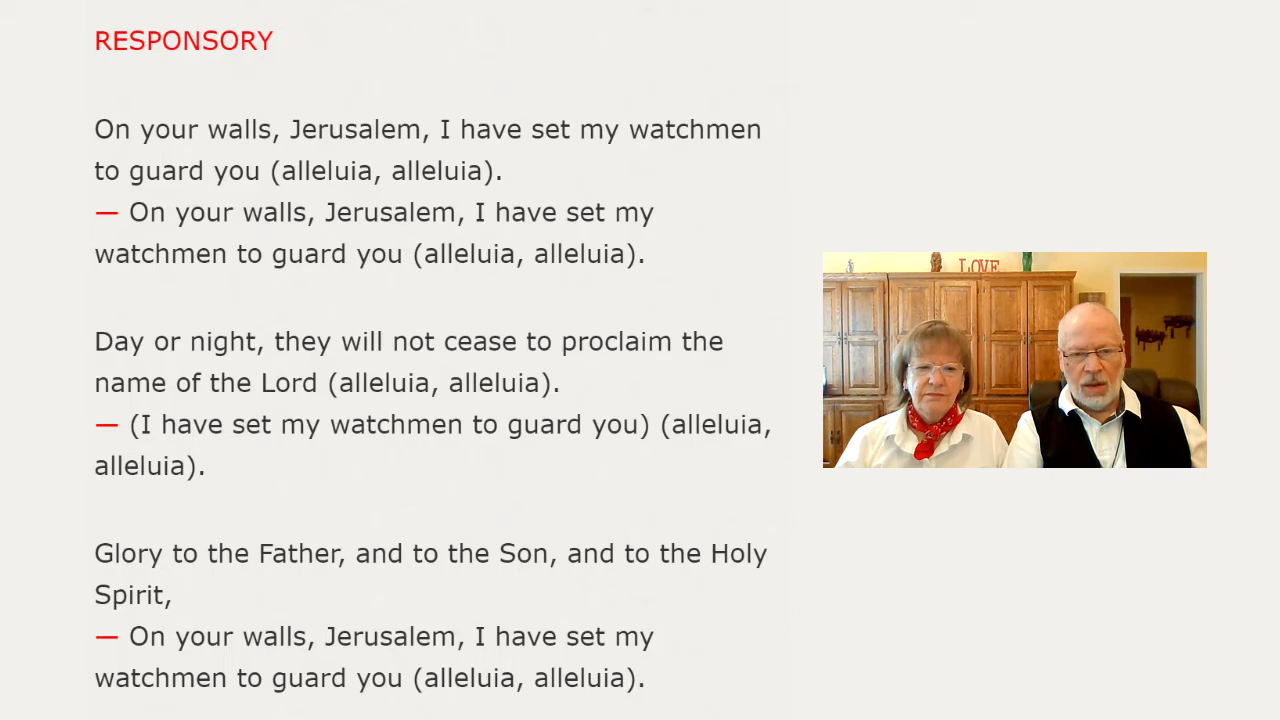 RESPONSORY
On your walls, Jerusalem, I have set my watchmen
to guard you (alleluia, alleluia).
— On your walls, Jerusalem, I have set my
watchmen to guard you (alleluia, alleluia).
Day or night, they will not cease to proclaim the
name of the Lord (alleluia, alleluia).
— (I have set my watchmen to guard you) (alleluia,
alleluia).
Glory to the Father, and to the Son, and to the Holy
Spirit,
— On your walls, Jerusalem, I have set my
watchmen to guard you (alleluia, alleluia).
LOVE